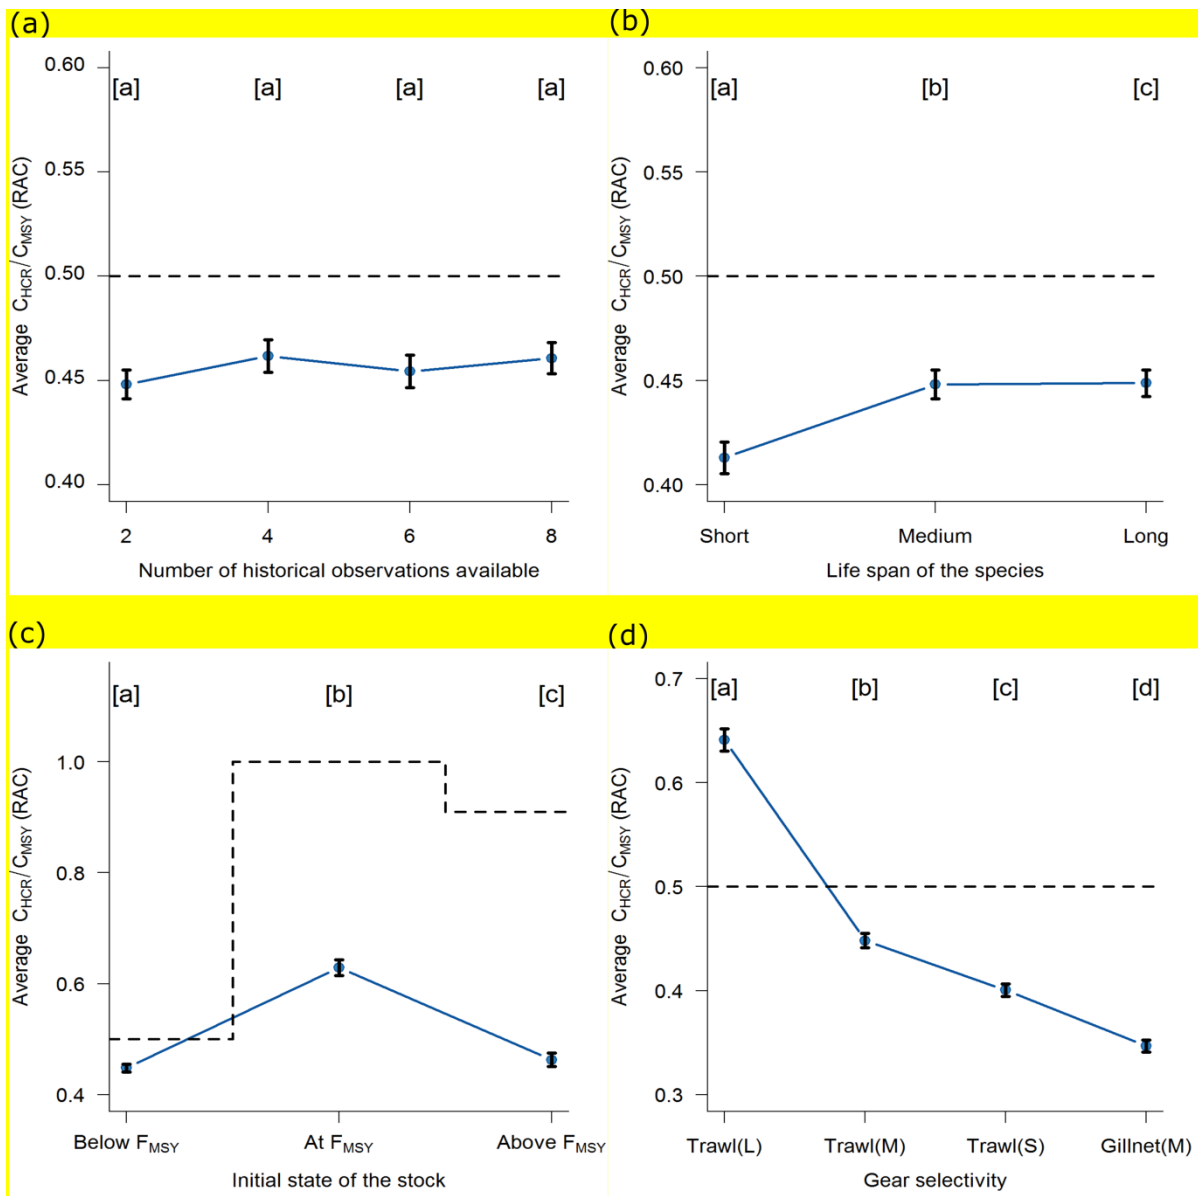 (a)
0.60
0.55
0.50
0.45
0.40
[a] [a] [a] [a]
Average C_HCR/C_MSY (RAC)
2 4 6 8
Number of historical observations available
(b)
0.60
0.55
0.50
0.45
0.40
[a] [b] [c]
Average C_HCR/C_MSY (RAC)
Short Medium Long
Life span of the species
(c)
1.0
0.8
0.6
0.4
[a] [b] [c]
Average C_HCR/C_MSY (RAC)
Below F_MSY At F_MSY Above F_MSY
Initial state of the stock
(d)
0.7
0.6
0.5
0.4
0.3
[a] [b] [c] [d]
Average C_HCR/C_MSY (RAC)
Trawl(L) Trawl(M) Trawl(S) Gillnet(M)
Gear selectivity